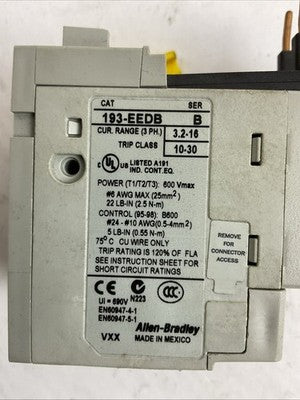 CAT SER
193-EEDB B
CUR. RANGE (3 PH.) 3.2-16
TRIP CLASS 10-30
C UL US LISTED A191
IND. CONT. EQ.
POWER (T1/T2/T3): 600 Vmax
#6 AWG MAX (25mm²)
22 LB-IN (2.5 N-m)
CONTROL (95-98): B600
#24 - #10 AWG(0.5-4mm²)
5 LB-IN (0.55 N-m)
75°C CU WIRE ONLY
TRIP RATING IS 120% OF FLA
SEE INSTRUCTION SHEET FOR
SHORT CIRCUIT RATINGS
REMOVE
FOR
CONNECTOR
ACCESS
CE N223 CCC
Ui = 690V
EN60947-4-1
EN60947-5-1
Allen-Bradley
VXX MADE IN MEXICO